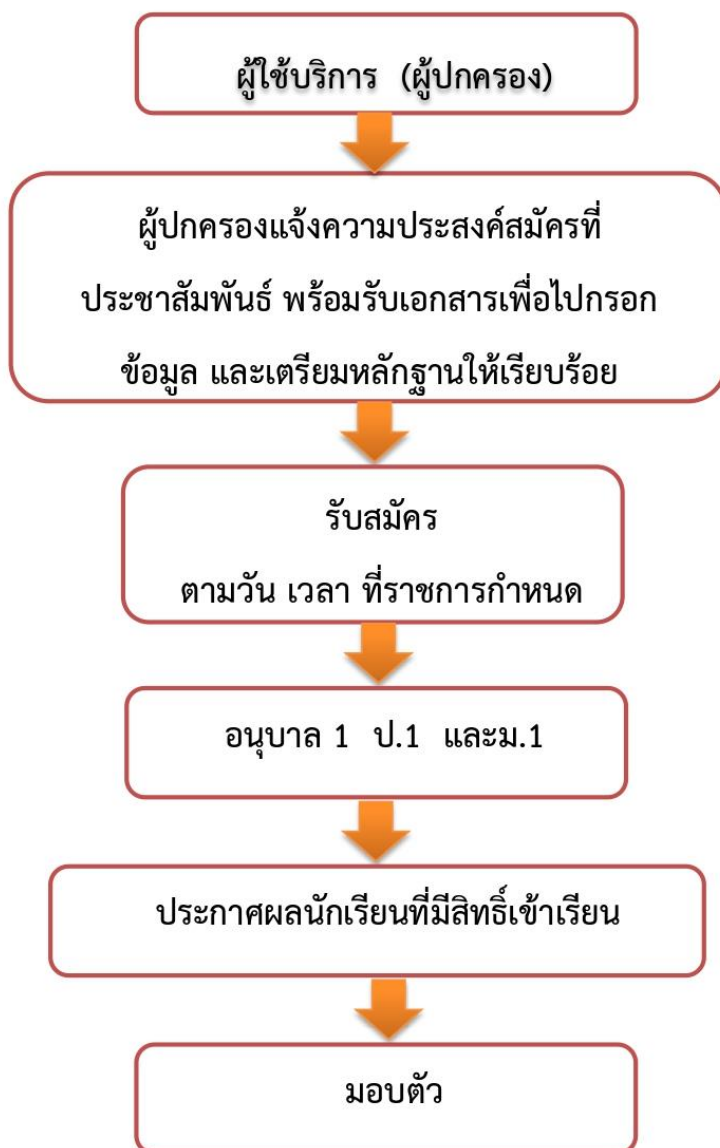 ผู้ใช้บริการ (ผู้ปกครอง)
ผู้ปกครองแจ้งความประสงค์สมัครที่
ประชาสัมพันธ์ พร้อมรับเอกสารเพื่อไปกรอก
ข้อมูล และเตรียมหลักฐานให้เรียบร้อย
รับสมัคร
ตามวัน เวลา ที่ราชการกำหนด
อนุบาล 1 ป.1 และม.1
ประกาศผลนักเรียนที่มีสิทธิ์เข้าเรียน
มอบตัว